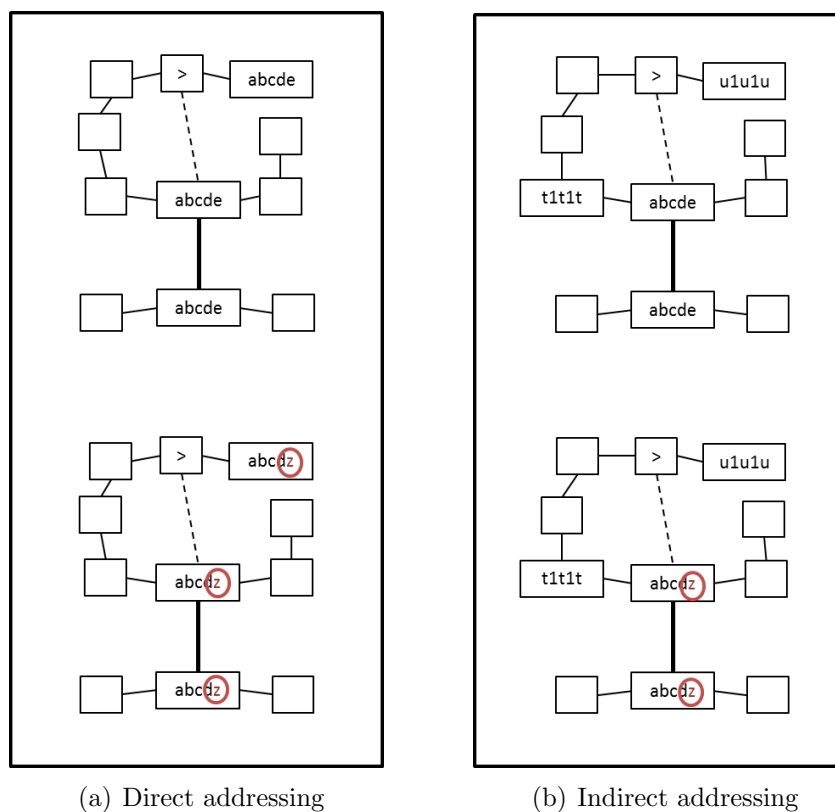 > abcde
abcde
abcde
> abcdz
abcdz
abcdz
(a) Direct addressing
> u1u1u
t1t1t abcde
abcde
> u1u1u
t1t1t abcdz
abcdz
(b) Indirect addressing